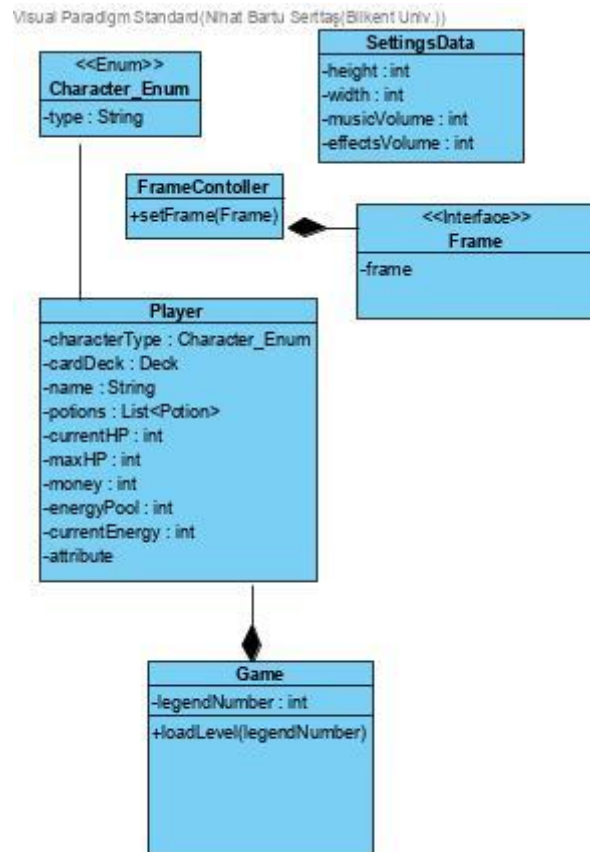 Visual Paradigm Standard(Nihat Bartu Serttaş(Bilkent Univ.))
<<Enum>>
Character_Enum
-type : String
SettingsData
-height : int
-width : int
-musicVolume : int
-effectsVolume : int
FrameContoller
+setFrame(Frame)
<<Interface>>
Frame
-frame
Player
-characterType : Character_Enum
-cardDeck : Deck
-name : String
-potions : List<Potion>
-currentHP : int
-maxHP : int
-money : int
-energyPool : int
-currentEnergy : int
-attribute
Game
-legendNumber : int
+loadLevel(legendNumber)